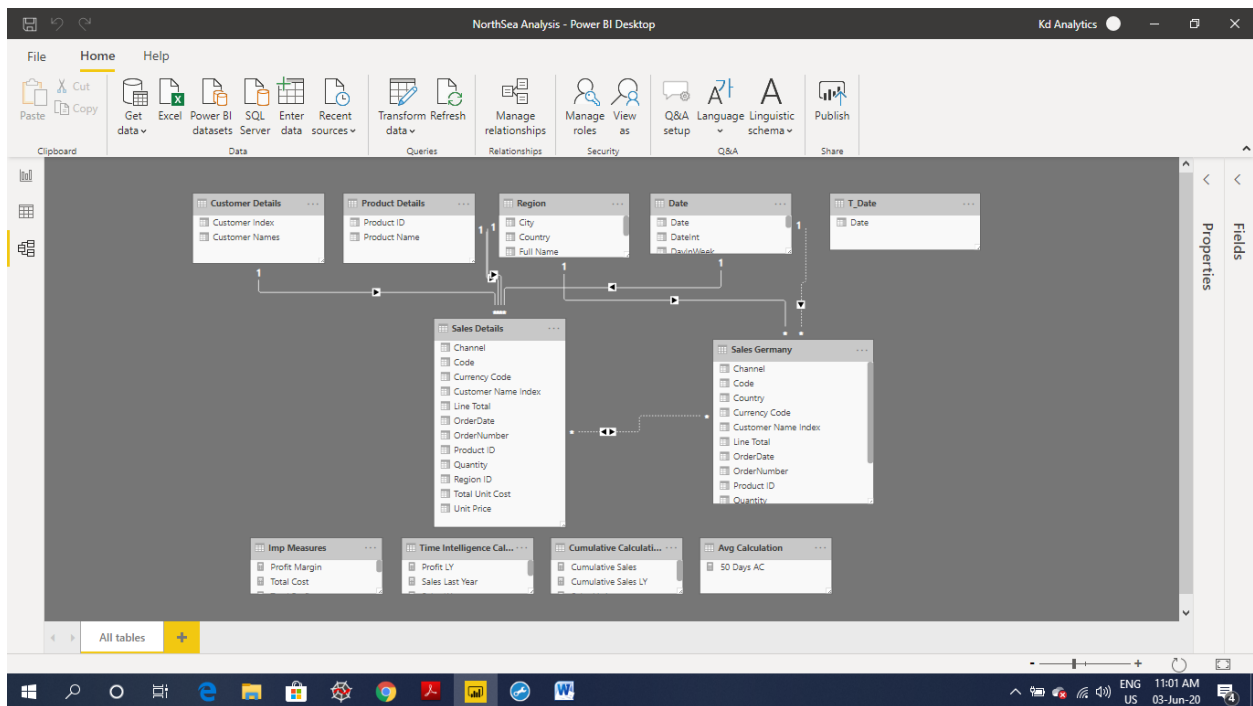 NorthSea Analysis - Power BI Desktop
Kd Analytics
File Home Help
Paste
Cut
Copy
Get data
Excel
Power BI datasets
SQL Server
Enter data
Recent sources
Transform data
Refresh
Manage relationships
Manage roles
View as
Q&A setup
Language
Linguistic schema
Publish
Clipboard
Data
Queries
Relationships
Security
Q&A
Share
Customer Details
Customer Index
Customer Names
Product Details
Product ID
Product Name
Region
City
Country
Full Name
Date
Date
DateInt
DayInWeek
T_Date
Date
1
1
1
1
1
1
Sales Details
Channel
Code
Currency Code
Customer Name Index
Line Total
OrderDate
OrderNumber
Product ID
Quantity
Region ID
Total Unit Cost
Unit Price
Sales Germany
Channel
Code
Country
Currency Code
Customer Name Index
Line Total
OrderDate
OrderNumber
Product ID
Quantity
Imp Measures
Profit Margin
Total Cost
Time Intelligence Cal...
Profit LY
Sales Last Year
Cumulative Calculati...
Cumulative Sales
Cumulative Sales LY
Avg Calculation
50 Days AC
Properties
Fields
All tables
ENG
US
11:01 AM
03-Jun-20
4